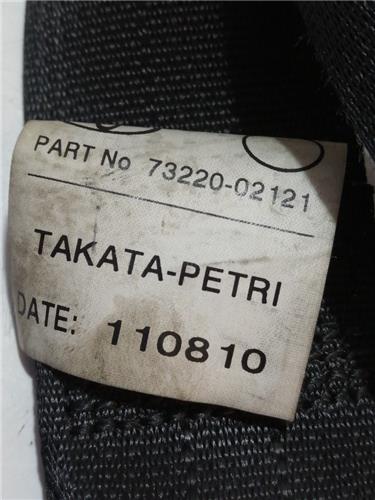 PART No 73220-02121
TAKATA-PETRI
DATE: 110810